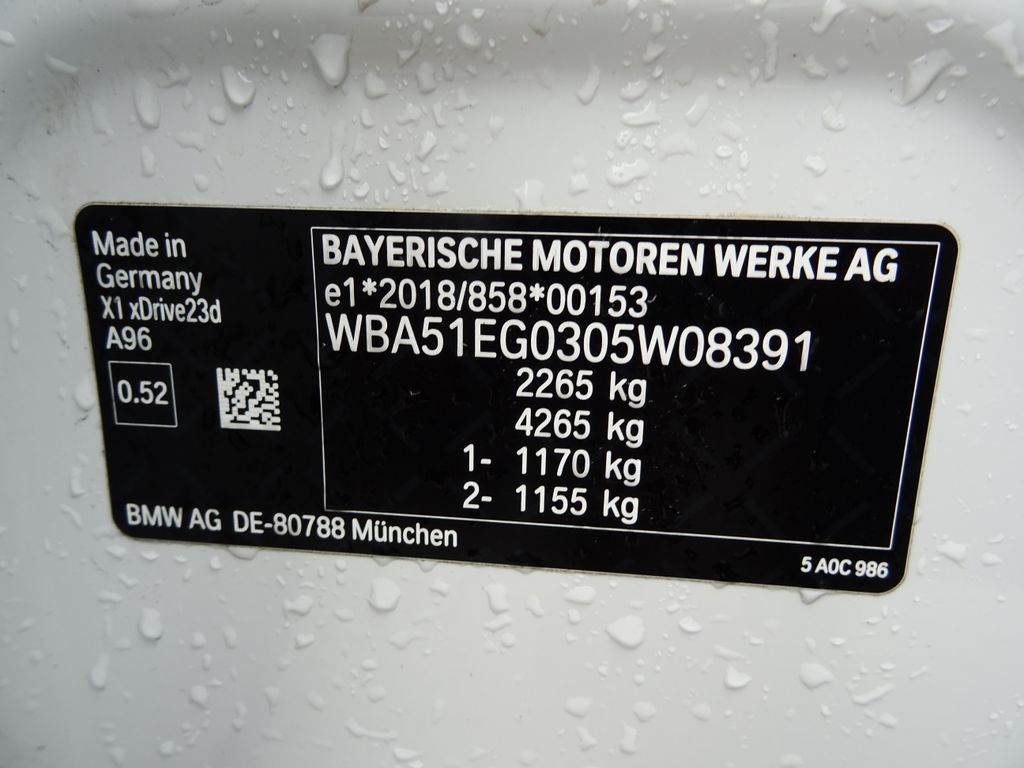 Made in
Germany
X1 xDrive23d
A96
0.52
BAYERISCHE MOTOREN WERKE AG
e1*2018/858*00153
WBA51EG0305W08391
2265 kg
4265 kg
1- 1170 kg
2- 1155 kg
BMW AG DE-80788 München
5 A0C 986